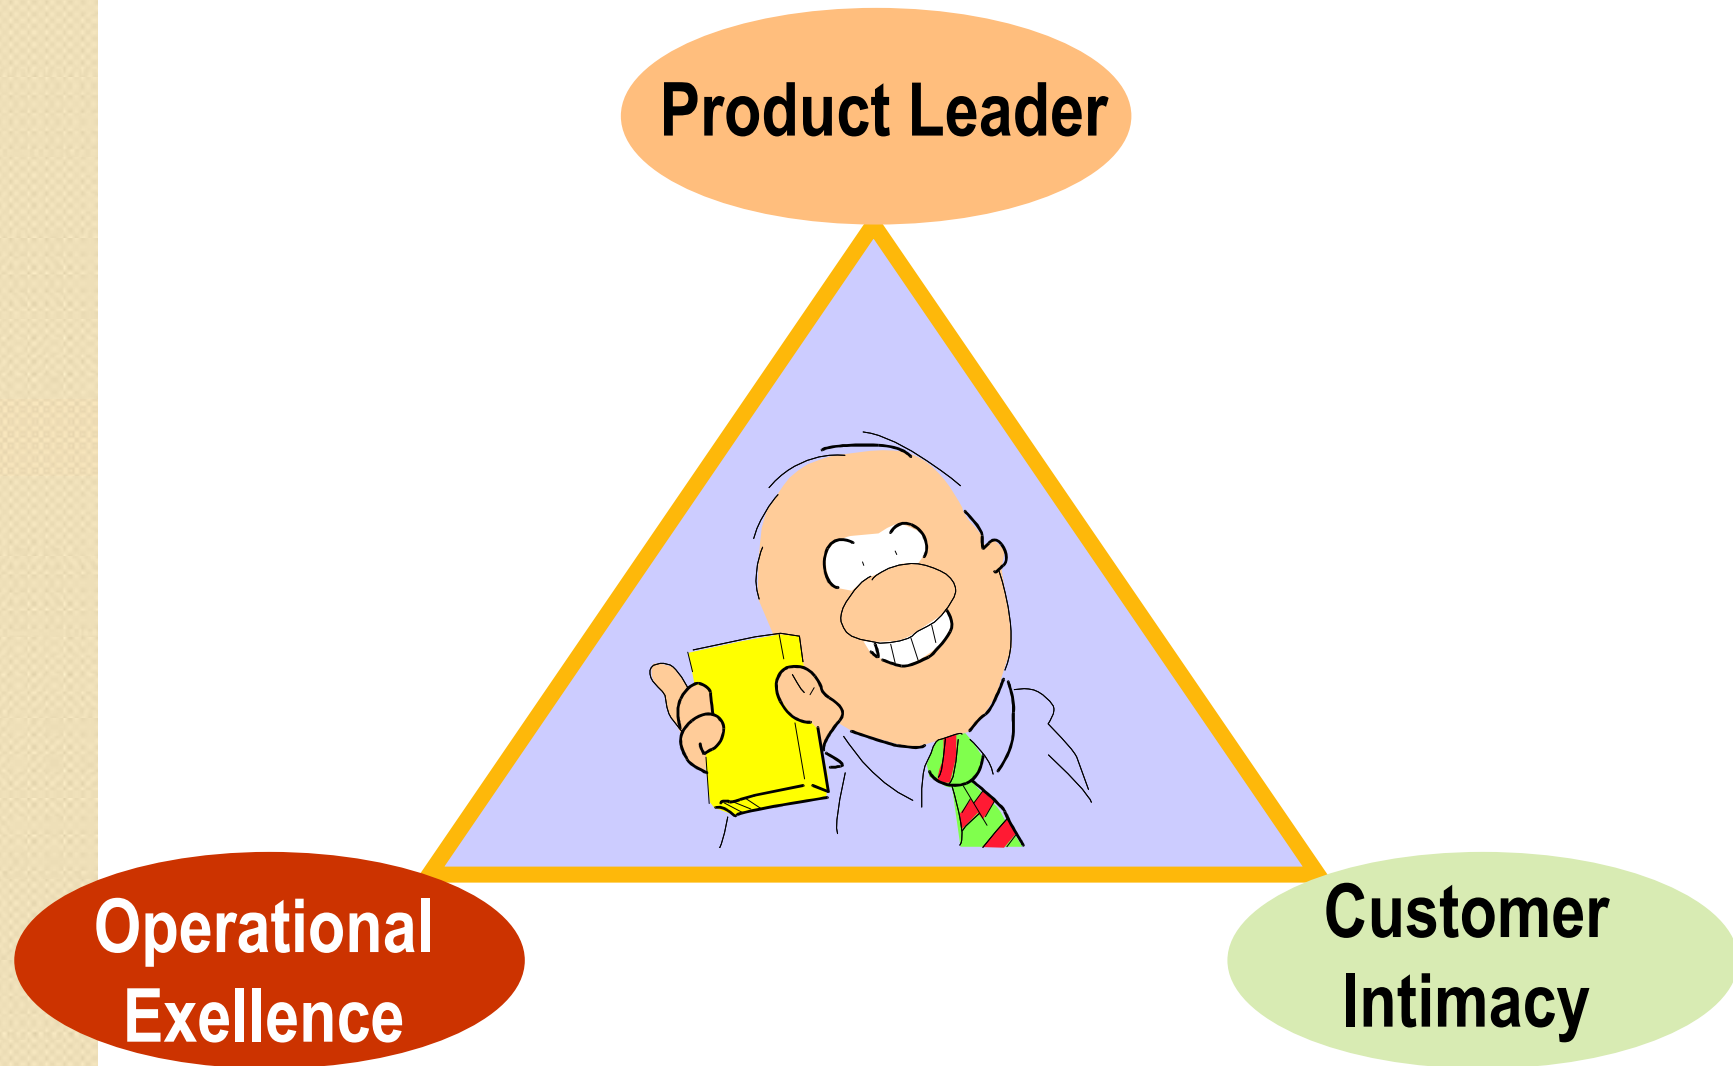 Product Leader
Operational
Exellence
Customer
Intimacy